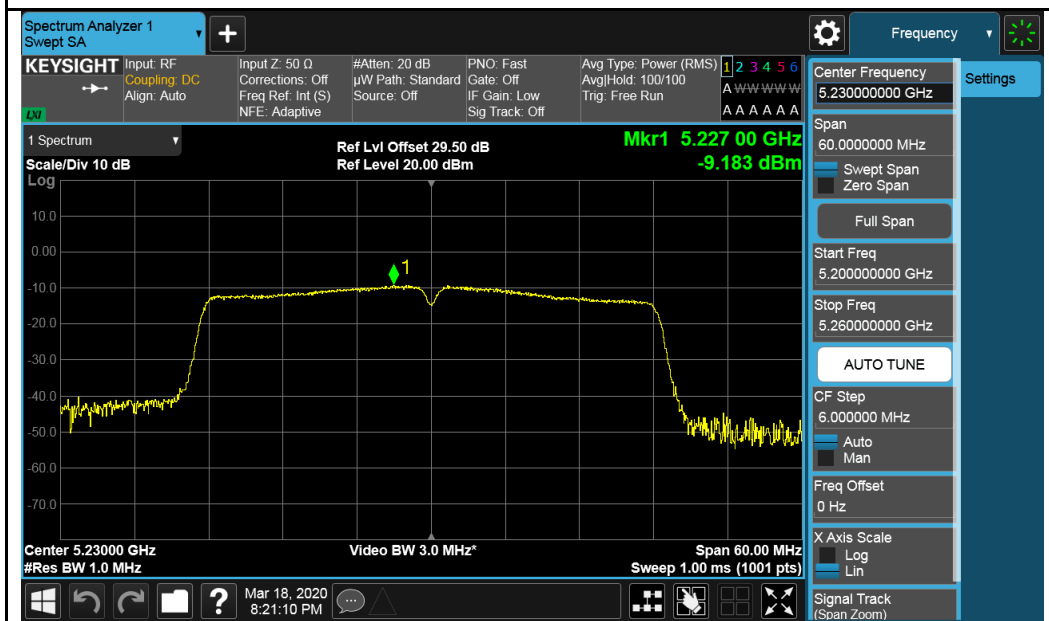 Spectrum Analyzer 1
Swept SA
+
Frequency
KEYSIGHT
LXI
Input: RF
Coupling: DC
Align: Auto
Input Z: 50 Ω
Corrections: Off
Freq Ref: Int (S)
NFE: Adaptive
#Atten: 20 dB
µW Path: Standard
Source: Off
PNO: Fast
Gate: Off
IF Gain: Low
Sig Track: Off
Avg Type: Power (RMS)
Avg|Hold: 100/100
Trig: Free Run
1 2 3 4 5 6
A W W W W W
A A A A A A
1 Spectrum
Scale/Div 10 dB
Log
Ref Lvl Offset 29.50 dB
Ref Level 20.00 dBm
Mkr1 5.227 00 GHz
-9.183 dBm
10.0
0.00
-10.0
-20.0
-30.0
-40.0
-50.0
-60.0
-70.0
1
Center 5.23000 GHz
#Res BW 1.0 MHz
Video BW 3.0 MHz*
Span 60.00 MHz
Sweep 1.00 ms (1001 pts)
?
Mar 18, 2020
8:21:10 PM
Center Frequency
5.230000000 GHz
Span
60.0000000 MHz
Swept Span
Zero Span
Full Span
Start Freq
5.200000000 GHz
Stop Freq
5.260000000 GHz
AUTO TUNE
CF Step
6.000000 MHz
Auto
Man
Freq Offset
0 Hz
X Axis Scale
Log
Lin
Signal Track
(Span Zoom)
Settings